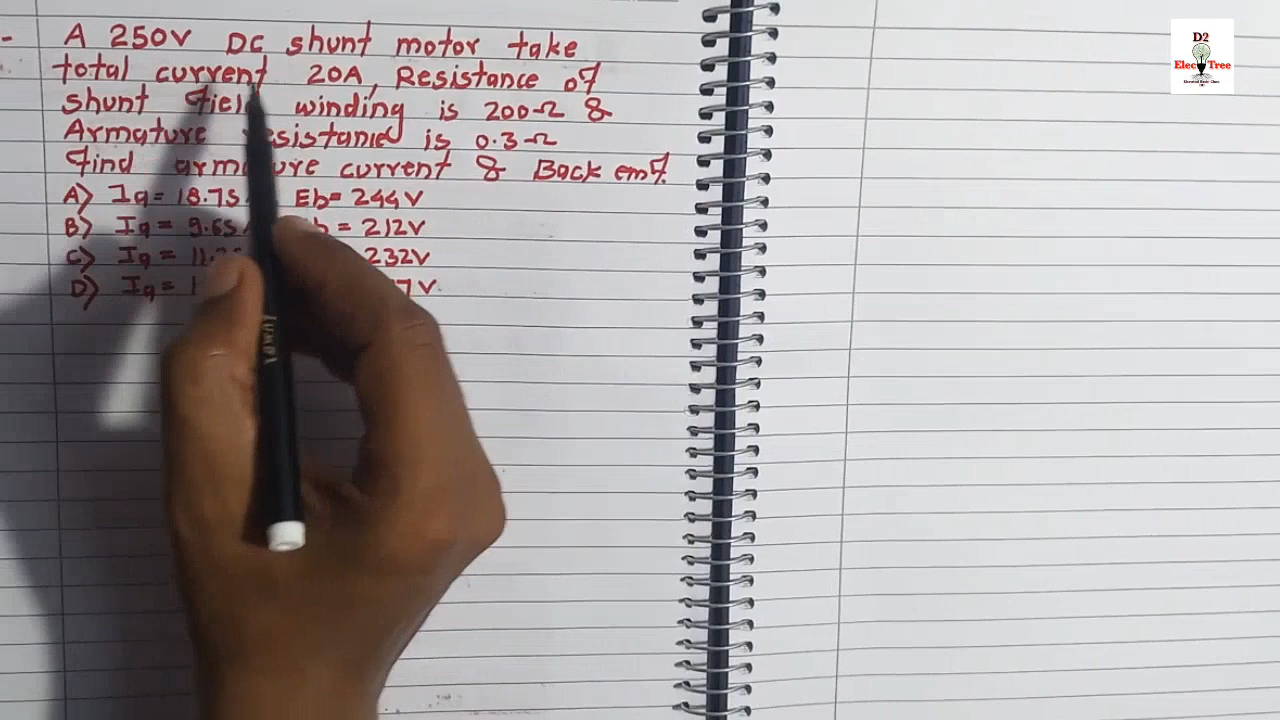 A 250V DC shunt motor take
total current 20A, Resistance of
shunt field winding is 200Ω &
Armature is 0.3Ω
find armature current & Back emf.
A) Ia = 18.75 Eb = 244V
B) Ia = 9.65 = 212V
C) Ia = 232V
D) Ia =
D2
Elec Tree